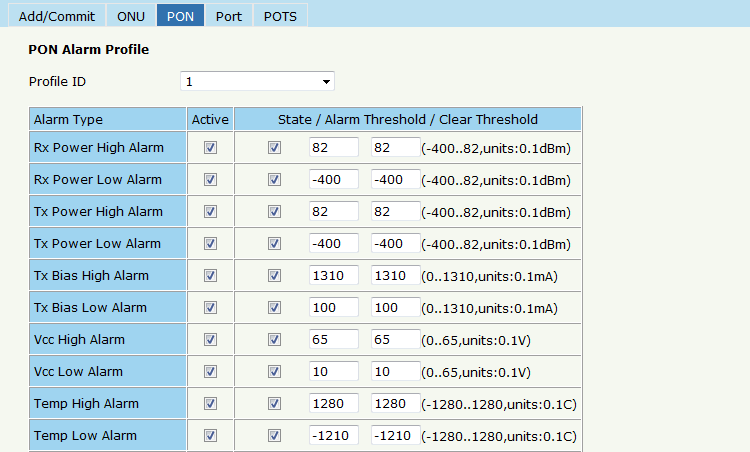 Add/Commit ONU PON Port POTS
PON Alarm Profile
Profile ID 1
Alarm Type Active State / Alarm Threshold / Clear Threshold
Rx Power High Alarm 82 82 (-400..82,units:0.1dBm)
Rx Power Low Alarm -400 -400 (-400..82,units:0.1dBm)
Tx Power High Alarm 82 82 (-400..82,units:0.1dBm)
Tx Power Low Alarm -400 -400 (-400..82,units:0.1dBm)
Tx Bias High Alarm 1310 1310 (0..1310,units:0.1mA)
Tx Bias Low Alarm 100 100 (0..1310,units:0.1mA)
Vcc High Alarm 65 65 (0..65,units:0.1V)
Vcc Low Alarm 10 10 (0..65,units:0.1V)
Temp High Alarm 1280 1280 (-1280..1280,units:0.1C)
Temp Low Alarm -1210 -1210 (-1280..1280,units:0.1C)